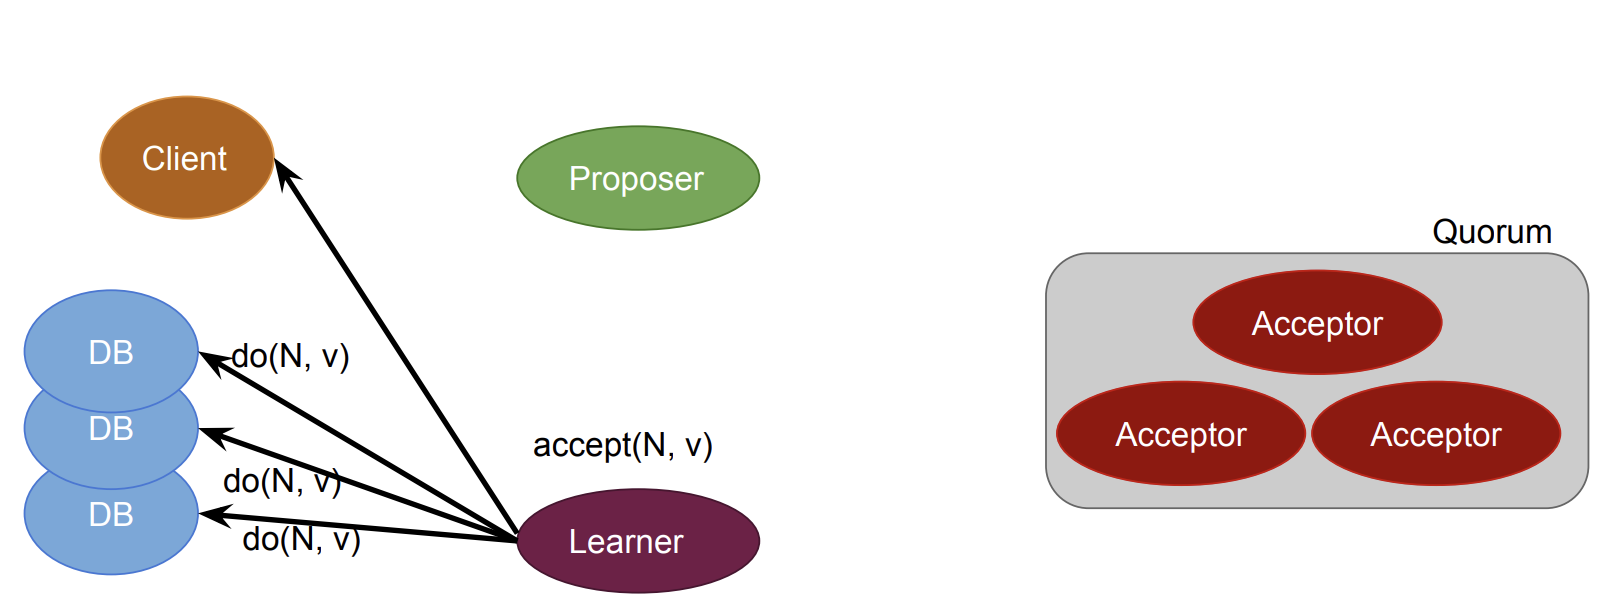 Client
Proposer
Quorum
Acceptor
DB
do(N, v)
DB
accept(N, v)
Acceptor
Acceptor
do(N, v)
DB
do(N, v)
Learner